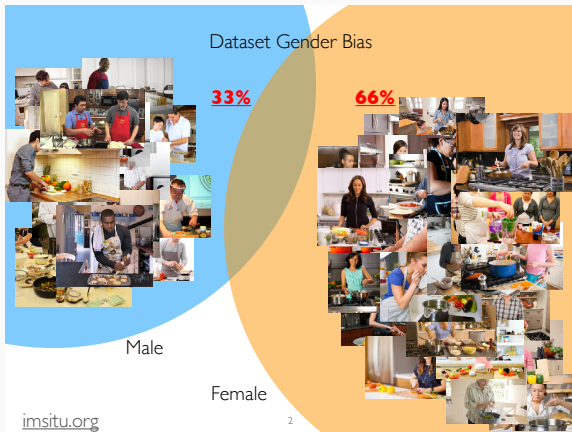 Dataset Gender Bias
33%
66%
Male
Female
imsitu.org
2